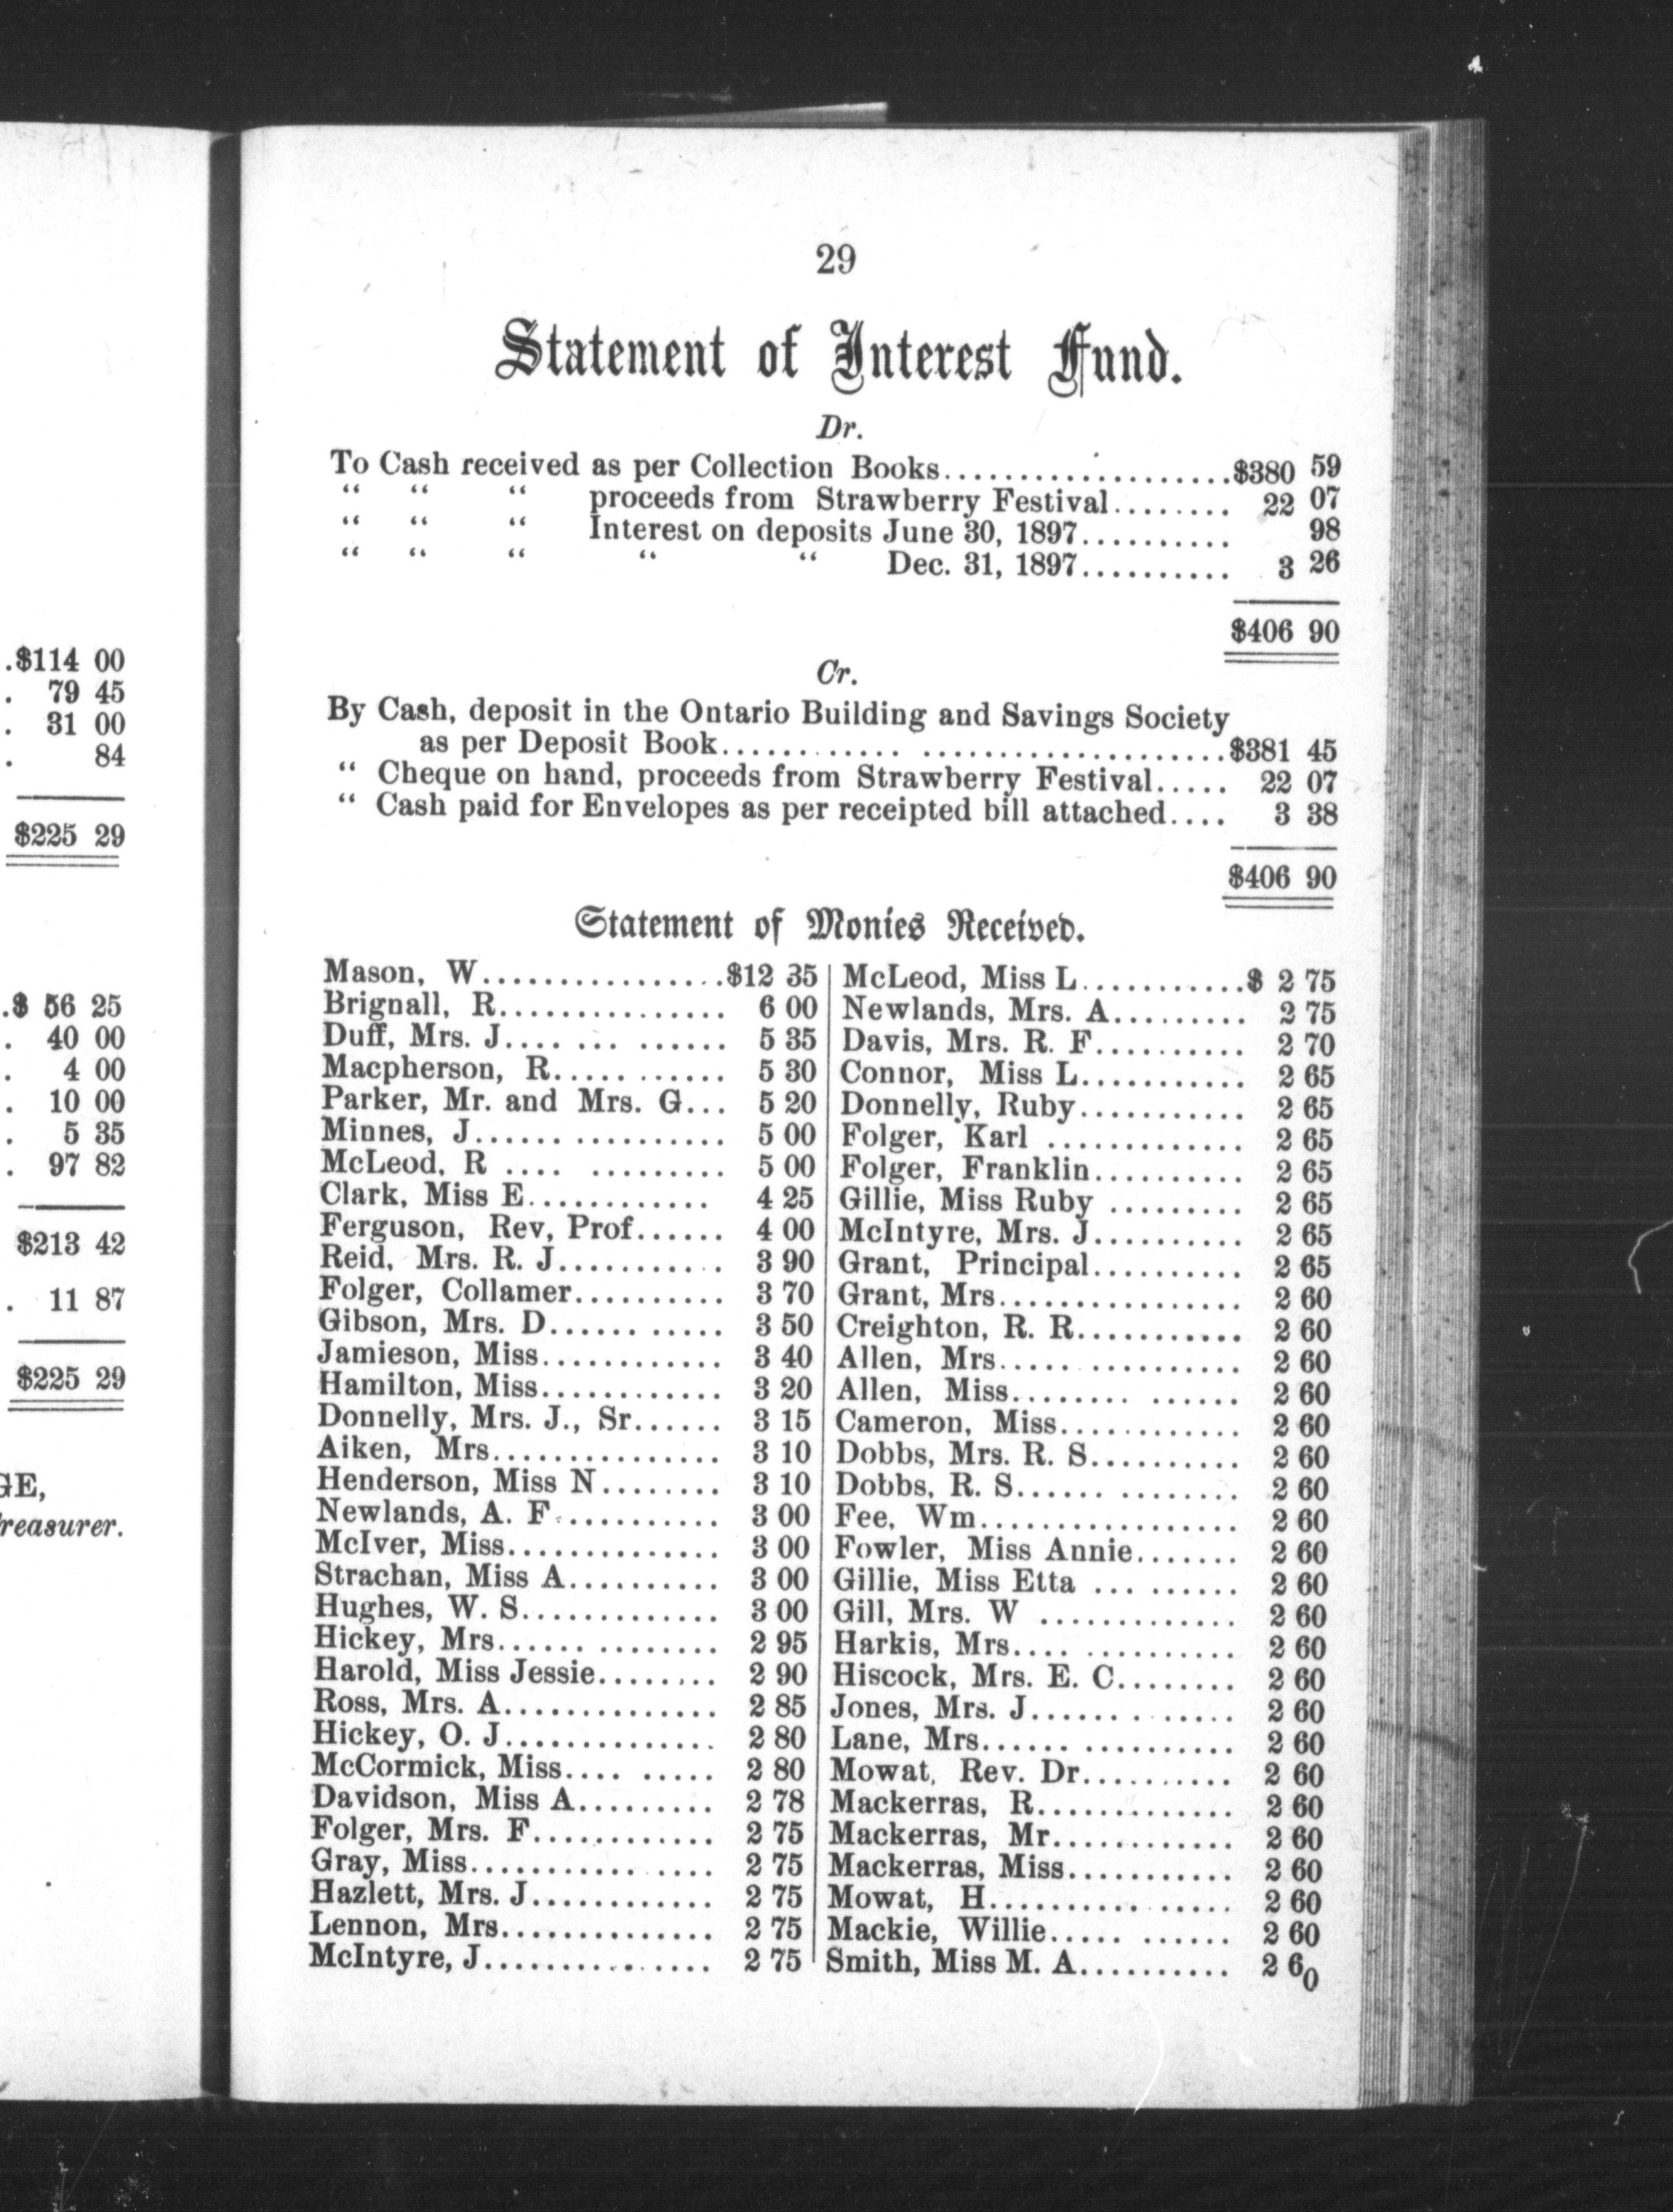 .$114 00
. 79 45
. 31 00
. 84
$225 29
.$ 56 25
. 40 00
. 4 00
. 10 00
. 5 35
. 97 82
$213 42
. 11 87
$225 29
GE,
reasurer.
29
Statement of Interest Fund.
Dr.
To Cash received as per Collection Books....................$380 59
“ “ “ proceeds from Strawberry Festival........ 22 07
“ “ “ Interest on deposits June 30, 1897.......... 98
“ “ “ “ “ Dec. 31, 1897.......... 3 26
$406 90
Cr.
By Cash, deposit in the Ontario Building and Savings Society
as per Deposit Book............ .....................$381 45
“ Cheque on hand, proceeds from Strawberry Festival..... 22 07
“ Cash paid for Envelopes as per receipted bill attached.... 3 38
$406 90
Statement of Monies Received.
Mason, W.................$12 35
Brignall, R................ 6 00
Duff, Mrs. J.... ... ...... 5 35
Macpherson, R............ 5 30
Parker, Mr. and Mrs. G... 5 20
Minnes, J...... .......... 5 00
McLeod, R .... ......... 5 00
Clark, Miss E............. 4 25
Ferguson, Rev, Prof...... 4 00
Reid, Mrs. R. J........... 3 90
Folger, Collamer.......... 3 70
Gibson, Mrs. D...... ..... 3 50
Jamieson, Miss............ 3 40
Hamilton, Miss............ 3 20
Donnelly, Mrs. J., Sr...... 3 15
Aiken, Mrs................ 3 10
Henderson, Miss N........ 3 10
Newlands, A. F........... 3 00
McIver, Miss.............. 3 00
Strachan, Miss A.......... 3 00
Hughes, W. S............. 3 00
Hickey, Mrs...... ........ 2 95
Harold, Miss Jessie........ 2 90
Ross, Mrs. A.............. 2 85
Hickey, O. J.............. 2 80
McCormick, Miss.... ..... 2 80
Davidson, Miss A......... 2 78
Folger, Mrs. F............ 2 75
Gray, Miss................ 2 75
Hazlett, Mrs. J............ 2 75
Lennon, Mrs.............. 2 75
McIntyre, J............... 2 75
McLeod, Miss L...........$ 2 75
Newlands, Mrs. A......... 2 75
Davis, Mrs. R. F.......... 2 70
Connor, Miss L........... 2 65
Donnelly, Ruby........... 2 65
Folger, Karl ............. 2 65
Folger, Franklin.......... 2 65
Gillie, Miss Ruby ......... 2 65
McIntyre, Mrs. J.......... 2 65
Grant, Principal.......... 2 65
Grant, Mrs................ 2 60
Creighton, R. R........... 2 60
Allen, Mrs..... .......... 2 60
Allen, Miss........ ...... 2 60
Cameron, Miss............ 2 60
Dobbs, Mrs. R. S.......... 2 60
Dobbs, R. S...... ........ 2 60
Fee, Wm................. 2 60
Fowler, Miss Annie....... 2 60
Gillie, Miss Etta ... ...... 2 60
Gill, Mrs. W ............. 2 60
Harkis, Mrs.... .......... 2 60
Hiscock, Mrs. E. C........ 2 60
Jones, Mrs. J............. 2 60
Lane, Mrs...... .......... 2 60
Mowat, Rev. Dr.......... 2 60
Mackerras, R............. 2 60
Mackerras, Mr............ 2 60
Mackerras, Miss........... 2 60
Mowat, H................ 2 60
Mackie, Willie..... ...... 2 60
Smith, Miss M. A.......... 2 60